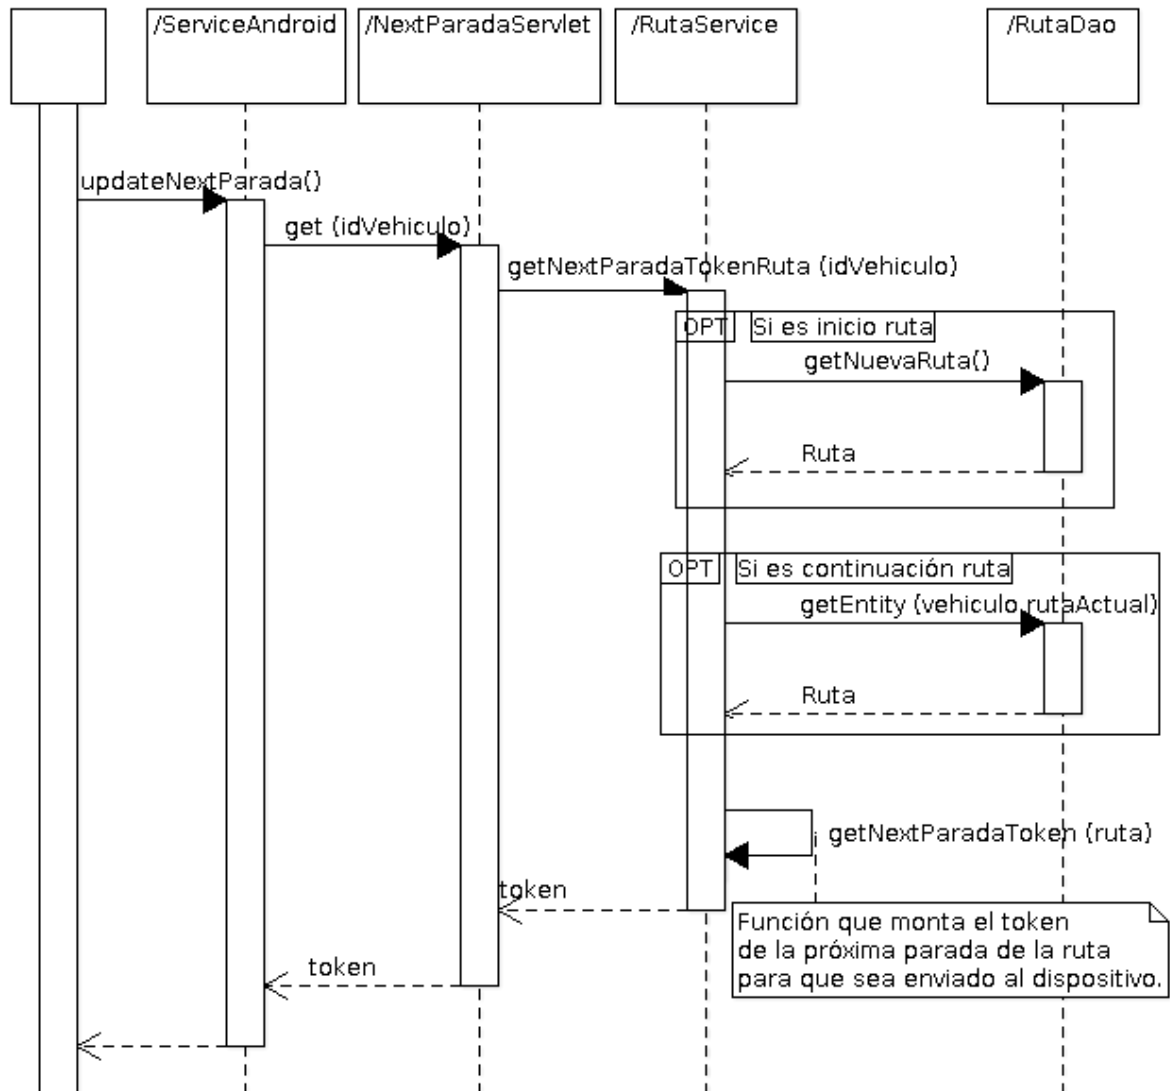 /ServiceAndroid
/NextParadaServlet
/RutaService
/RutaDao
updateNextParada()
get (idVehiculo)
getNextParadaTokenRuta (idVehiculo)
OPT
Si es inicio ruta
getNuevaRuta()
Ruta
OPT
Si es continuación ruta
getEntity (vehiculo.rutaActual)
Ruta
getNextParadaToken (ruta)
token
Función que monta el token
de la próxima parada de la ruta
para que sea enviado al dispositivo.
token